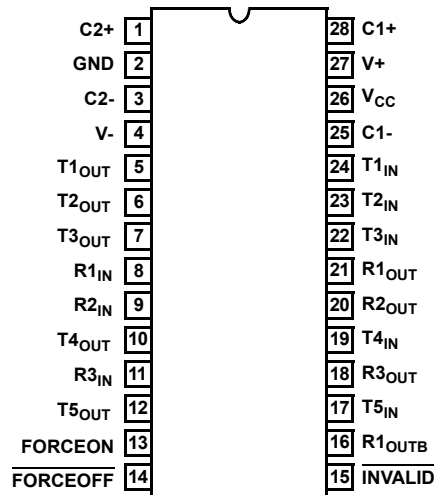 C2+ 1 28 C1+
GND 2 27 V+
C2- 3 26 VCC
V- 4 25 C1-
T1OUT 5 24 T1IN
T2OUT 6 23 T2IN
T3OUT 7 22 T3IN
R1IN 8 21 R1OUT
R2IN 9 20 R2OUT
T4OUT 10 19 T4IN
R3IN 11 18 R3OUT
T5OUT 12 17 T5IN
FORCEON 13 16 R1OUTB
FORCEOFF 14 15 INVALID